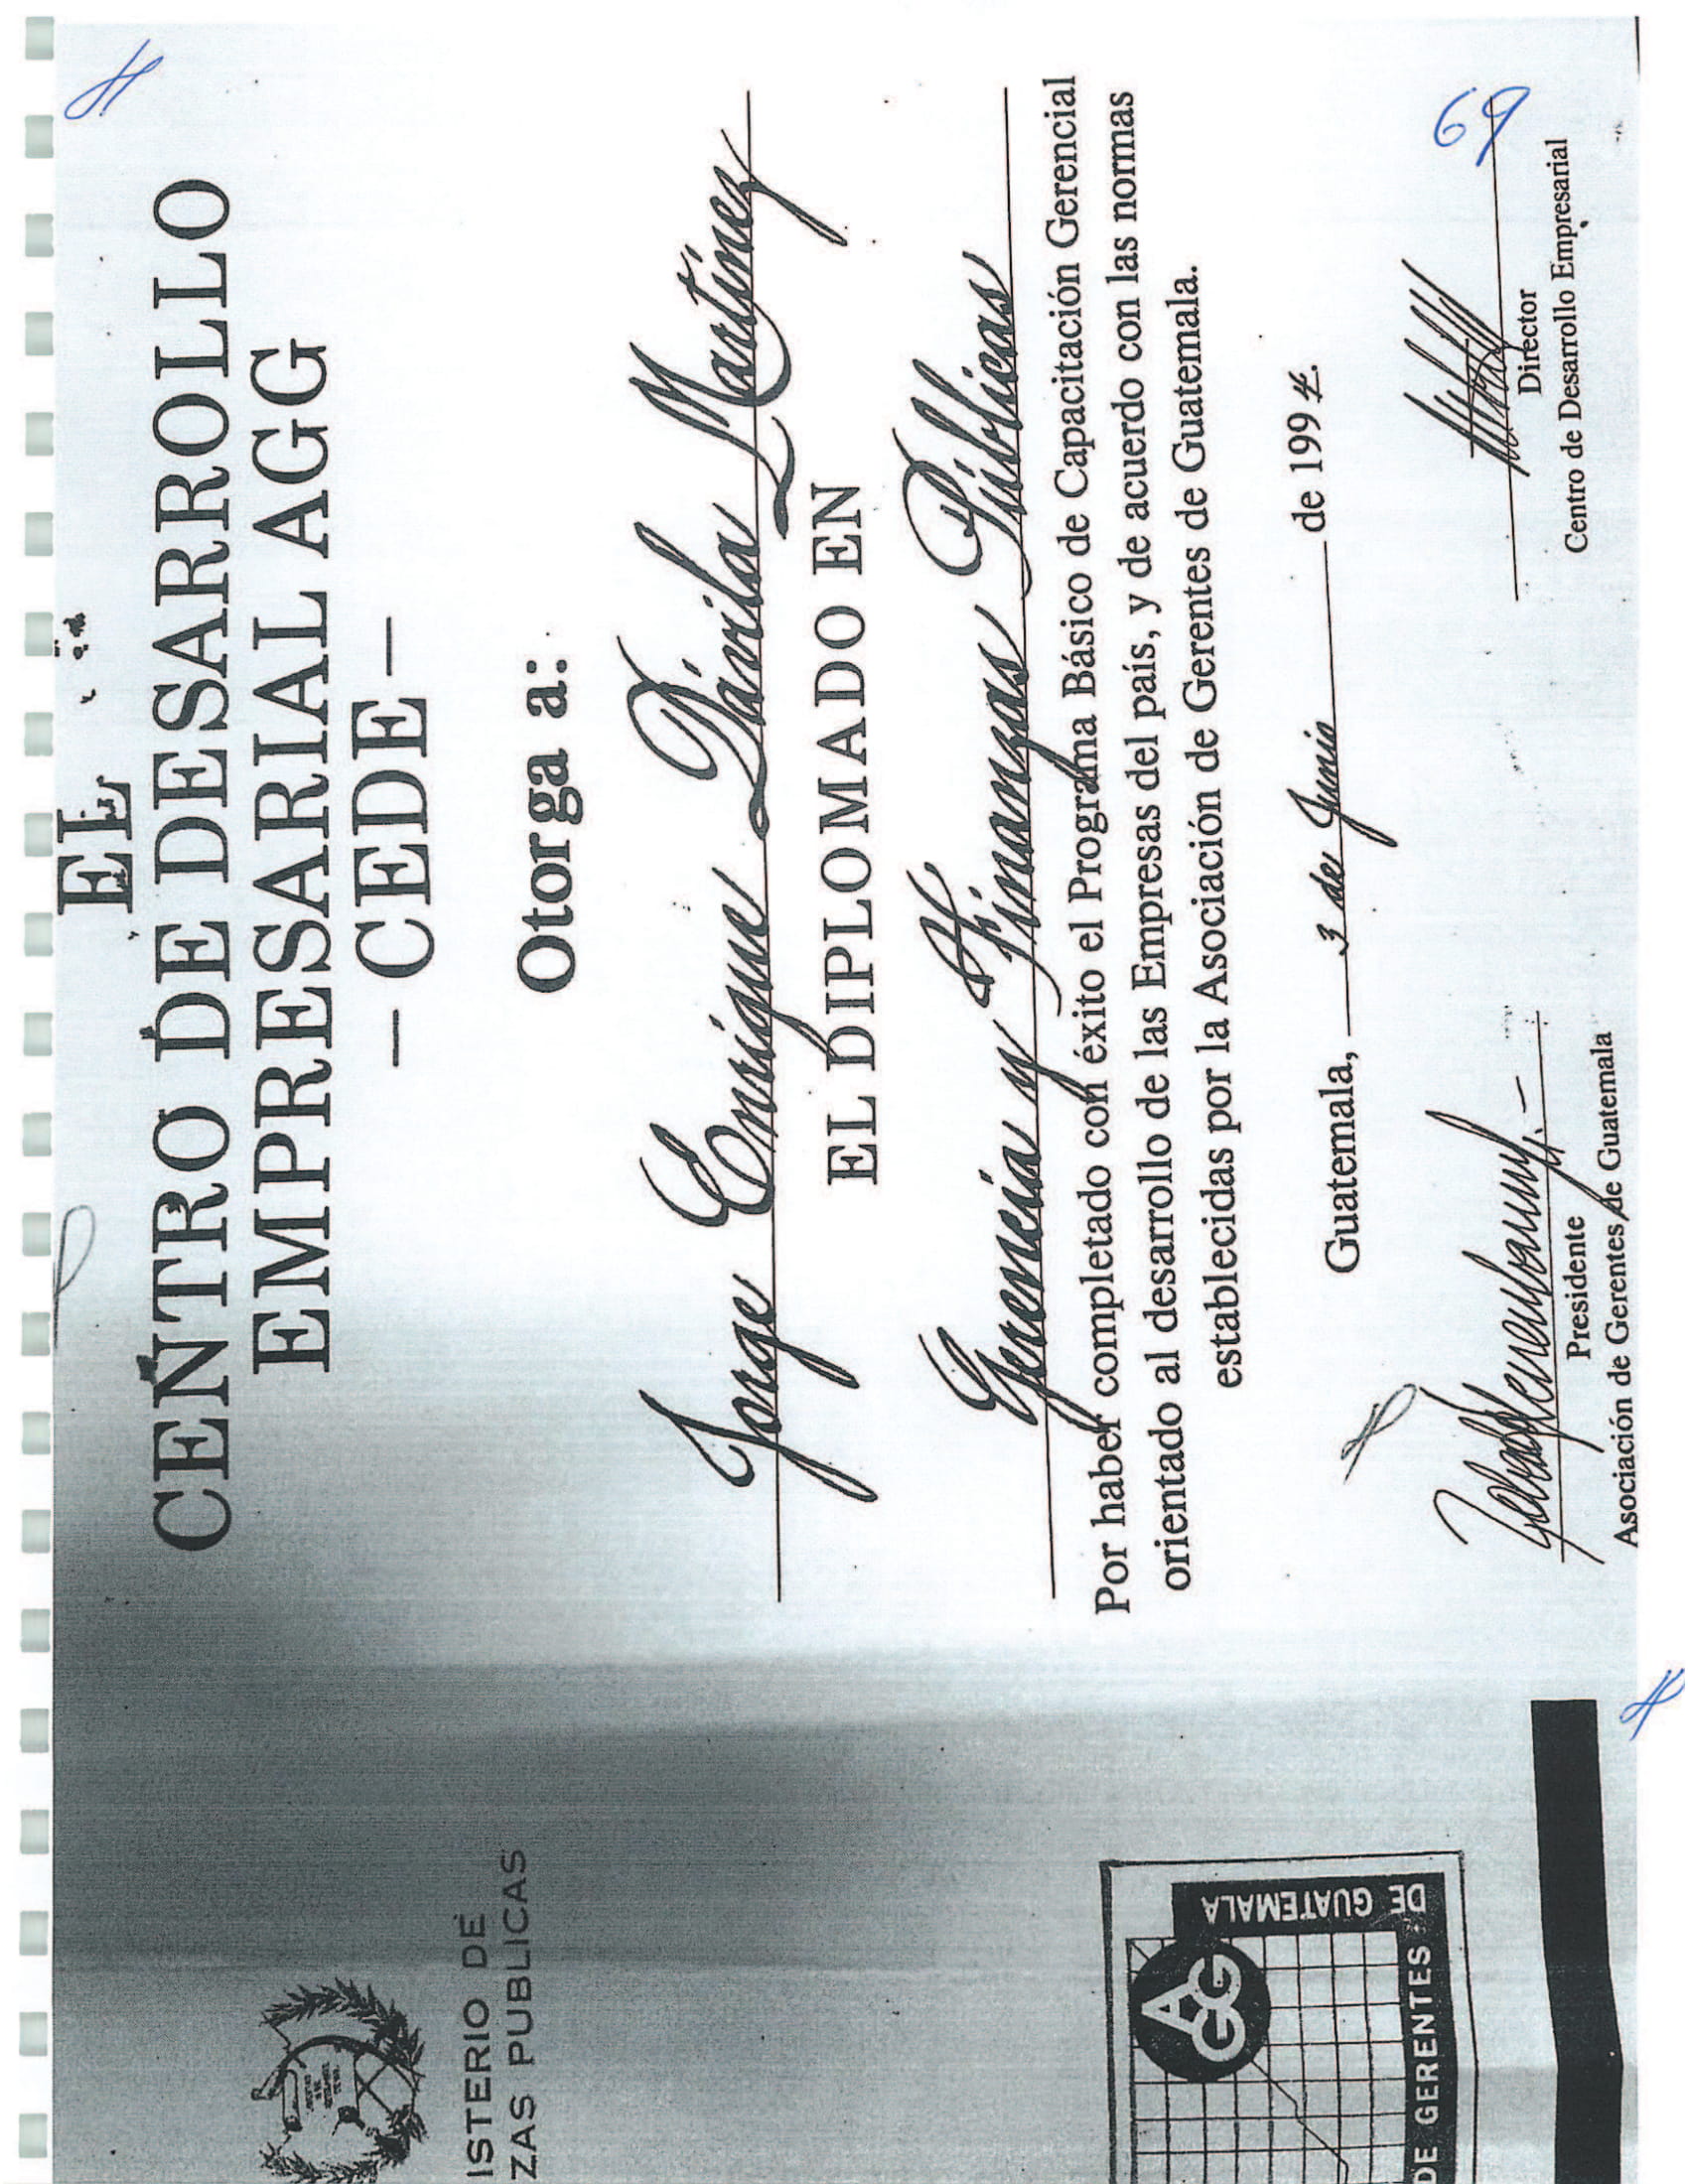 EL
CENTRO DE DESARROLLO
EMPRESARIAL AGG
— CEDE —
Otorga a:
Jorge Enrique Dávila Martínez
EL DIPLOMADO EN
Gerencia y Finanzas Públicas
Por haber completado con éxito el Programa Básico de Capacitación Gerencial
orientado al desarrollo de las Empresas del país, y de acuerdo con las normas
establecidas por la Asociación de Gerentes de Guatemala.
Guatemala, 3 de Junio de 1994.
Presidente
Asociación de Gerentes de Guatemala
Director
Centro de Desarrollo Empresarial
69
ISTERIO DE
ZAS PUBLICAS
AGG
DE GERENTES
DE GUATEMALA